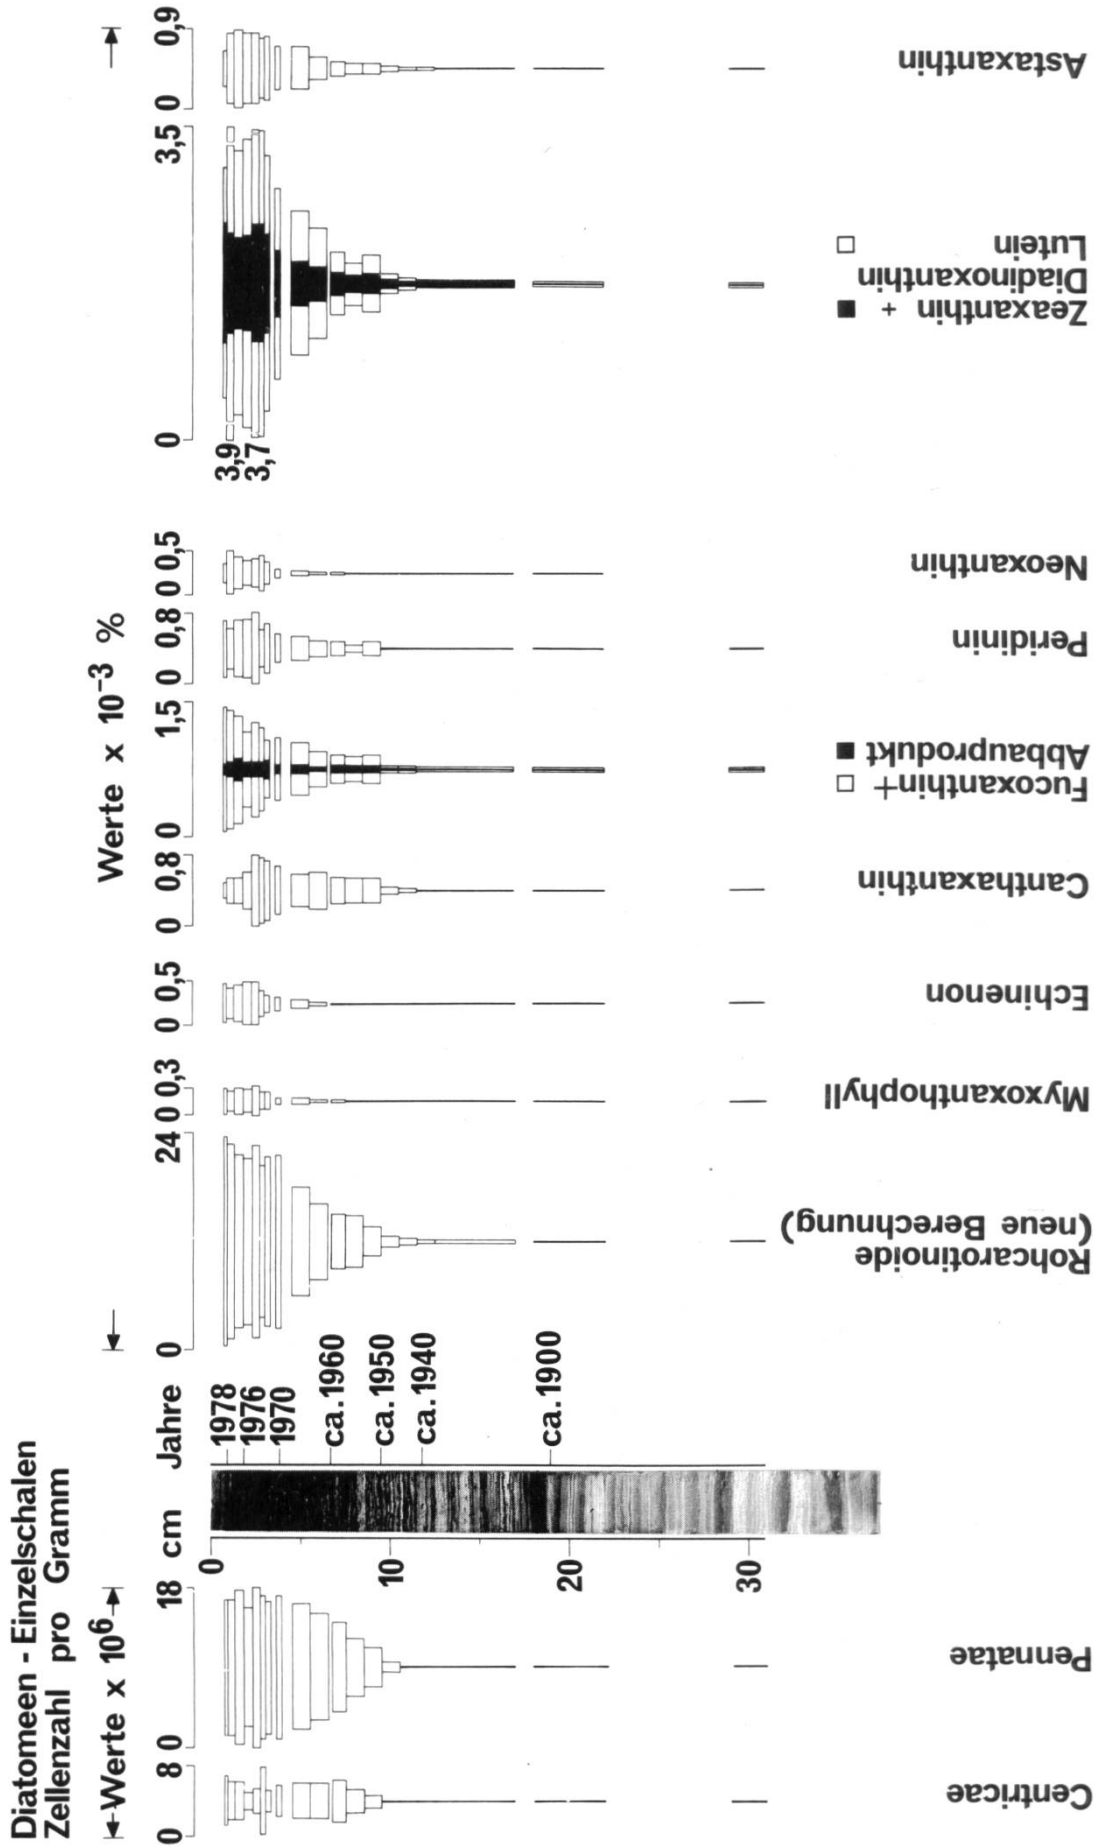 Diatomeen - Einzelschalen
Zellenzahl pro Gramm
Werte x 10⁶
0 8
0 18
cm
0
10
20
30
Jahre
1978
1976
1970
ca. 1960
ca. 1950
ca. 1940
ca. 1900
Werte x 10⁻³ %
0 24
0 0,3
0 0,5
0 0,8
0 1,5
0 0,8
0 0,5
0 3,5
3,9
3,7
0 0,9
Centricae
Pennatae
Rohcarotinoide
(neue Berechnung)
Myxoxanthophyll
Echinenon
Canthaxanthin
Fucoxanthin+
Abbauprodukt
Peridinin
Neoxanthin
Zeaxanthin +
Diadinoxanthin
Lutein
Astaxanthin